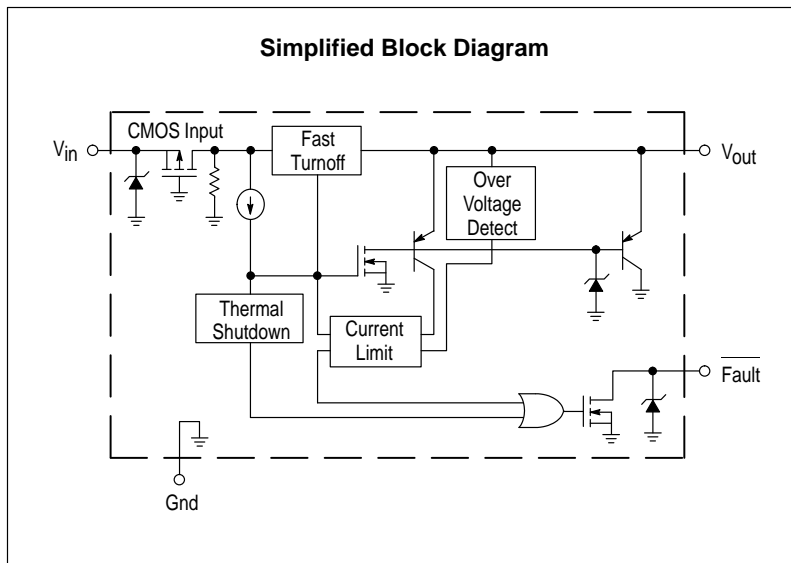 Simplified Block Diagram
CMOS Input
Vin
Fast
Turnoff
Vout
Over
Voltage
Detect
Thermal
Shutdown
Current
Limit
Fault
Gnd